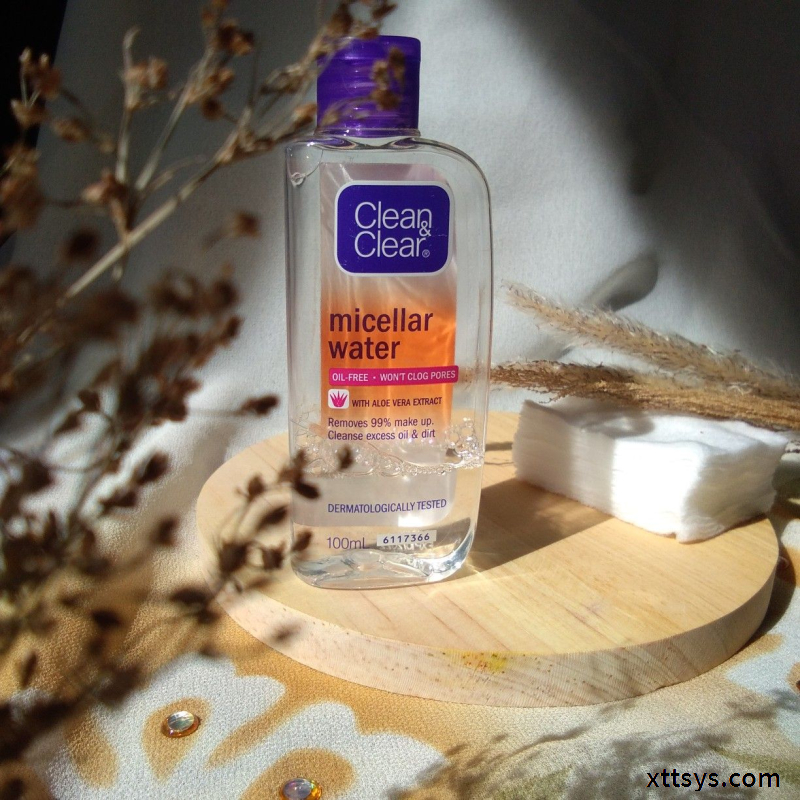 Clean &
Clear®
micellar
water
OIL-FREE • WON'T CLOG PORES
WITH ALOE VERA EXTRACT
Removes 99% make up.
Cleanse excess oil & dirt
DERMATOLOGICALLY TESTED
100mL 6117366
xttsys.com